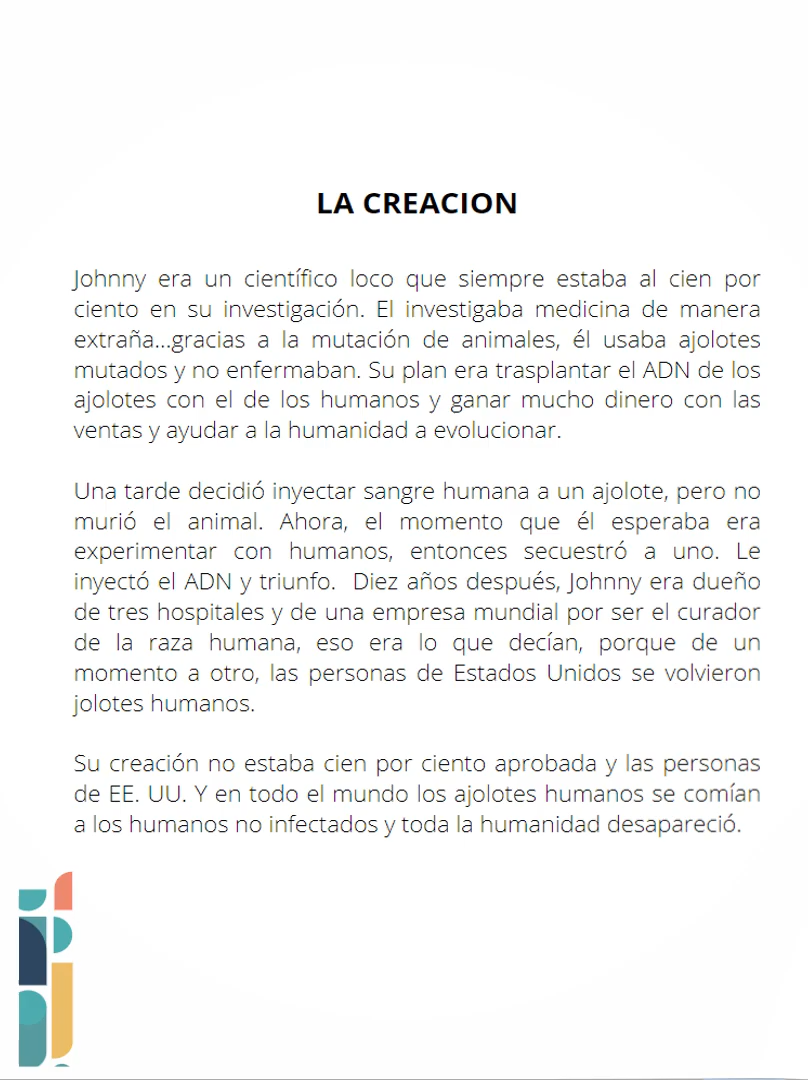 LA CREACION
Johnny era un científico loco que siempre estaba al cien por
ciento en su investigación. El investigaba medicina de manera
extraña...gracias a la mutación de animales, él usaba ajolotes
mutados y no enfermaban. Su plan era trasplantar el ADN de los
ajolotes con el de los humanos y ganar mucho dinero con las
ventas y ayudar a la humanidad a evolucionar.
Una tarde decidió inyectar sangre humana a un ajolote, pero no
murió el animal. Ahora, el momento que él esperaba era
experimentar con humanos, entonces secuestró a uno. Le
inyectó el ADN y triunfo.  Diez años después, Johnny era dueño
de tres hospitales y de una empresa mundial por ser el curador
de la raza humana, eso era lo que decían, porque de un
momento a otro, las personas de Estados Unidos se volvieron
jolotes humanos.
Su creación no estaba cien por ciento aprobada y las personas
de EE. UU. Y en todo el mundo los ajolotes humanos se comían
a los humanos no infectados y toda la humanidad desapareció.